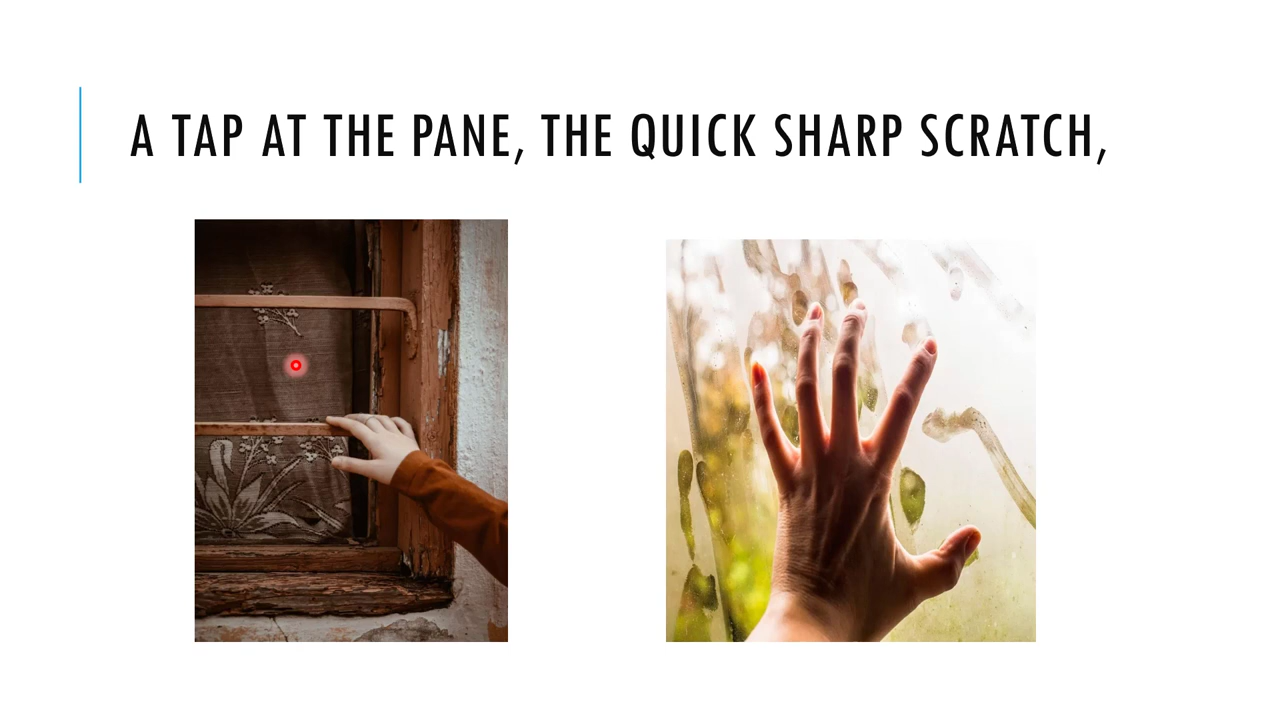 A TAP AT THE PANE, THE QUICK SHARP SCRATCH,